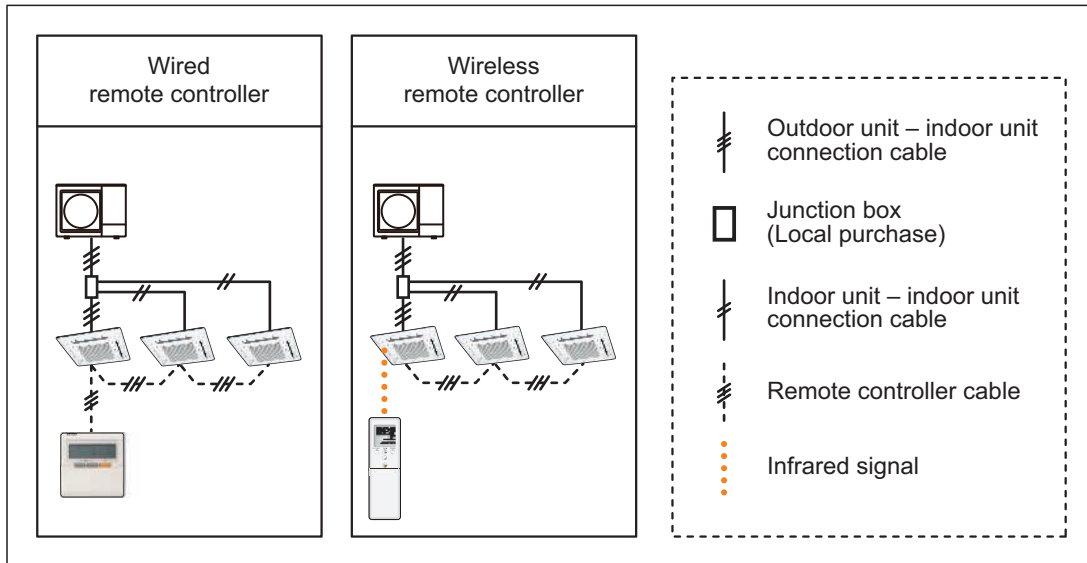 Wired
remote controller
Wireless
remote controller
Outdoor unit – indoor unit
connection cable
Junction box
(Local purchase)
Indoor unit – indoor unit
connection cable
Remote controller cable
Infrared signal